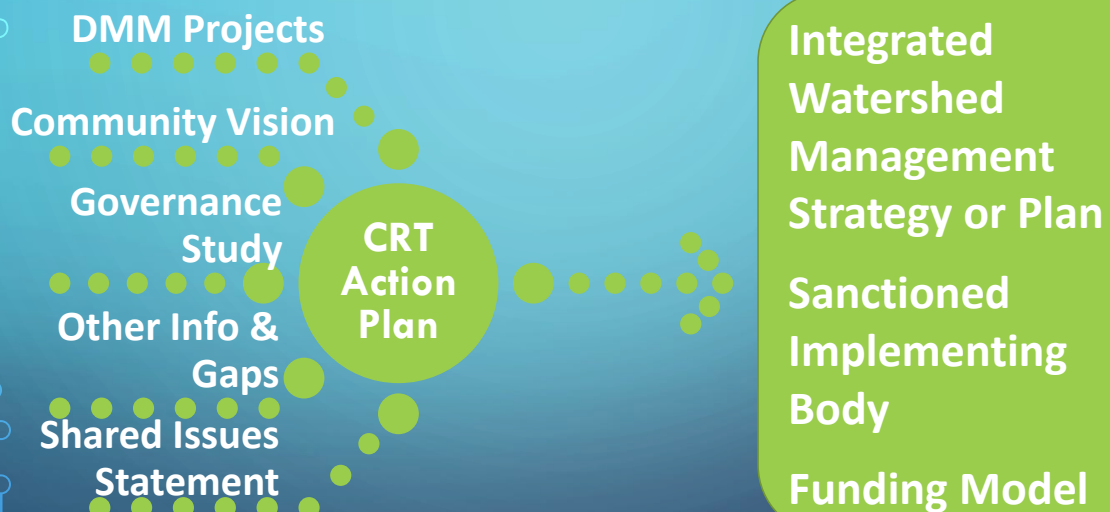 DMM Projects
Community Vision
Governance
Study
Other Info &
Gaps
Shared Issues
Statement
CRT
Action
Plan
Integrated
Watershed
Management
Strategy or Plan
Sanctioned
Implementing
Body
Funding Model